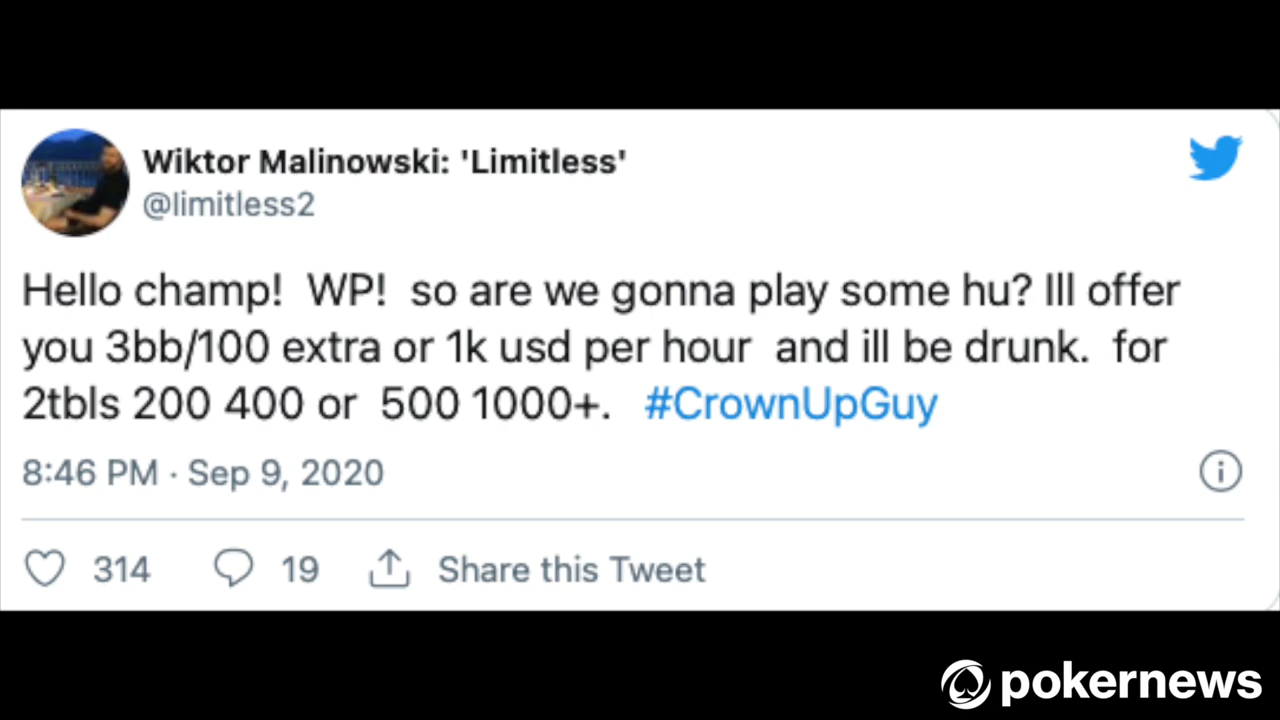 Wiktor Malinowski: 'Limitless'
@limitless2
Hello champ!  WP!  so are we gonna play some hu? Ill offer
you 3bb/100 extra or 1k usd per hour  and ill be drunk.  for
2tbls 200 400 or  500 1000+.   #CrownUpGuy
8:46 PM · Sep 9, 2020
314 19 Share this Tweet
pokernews